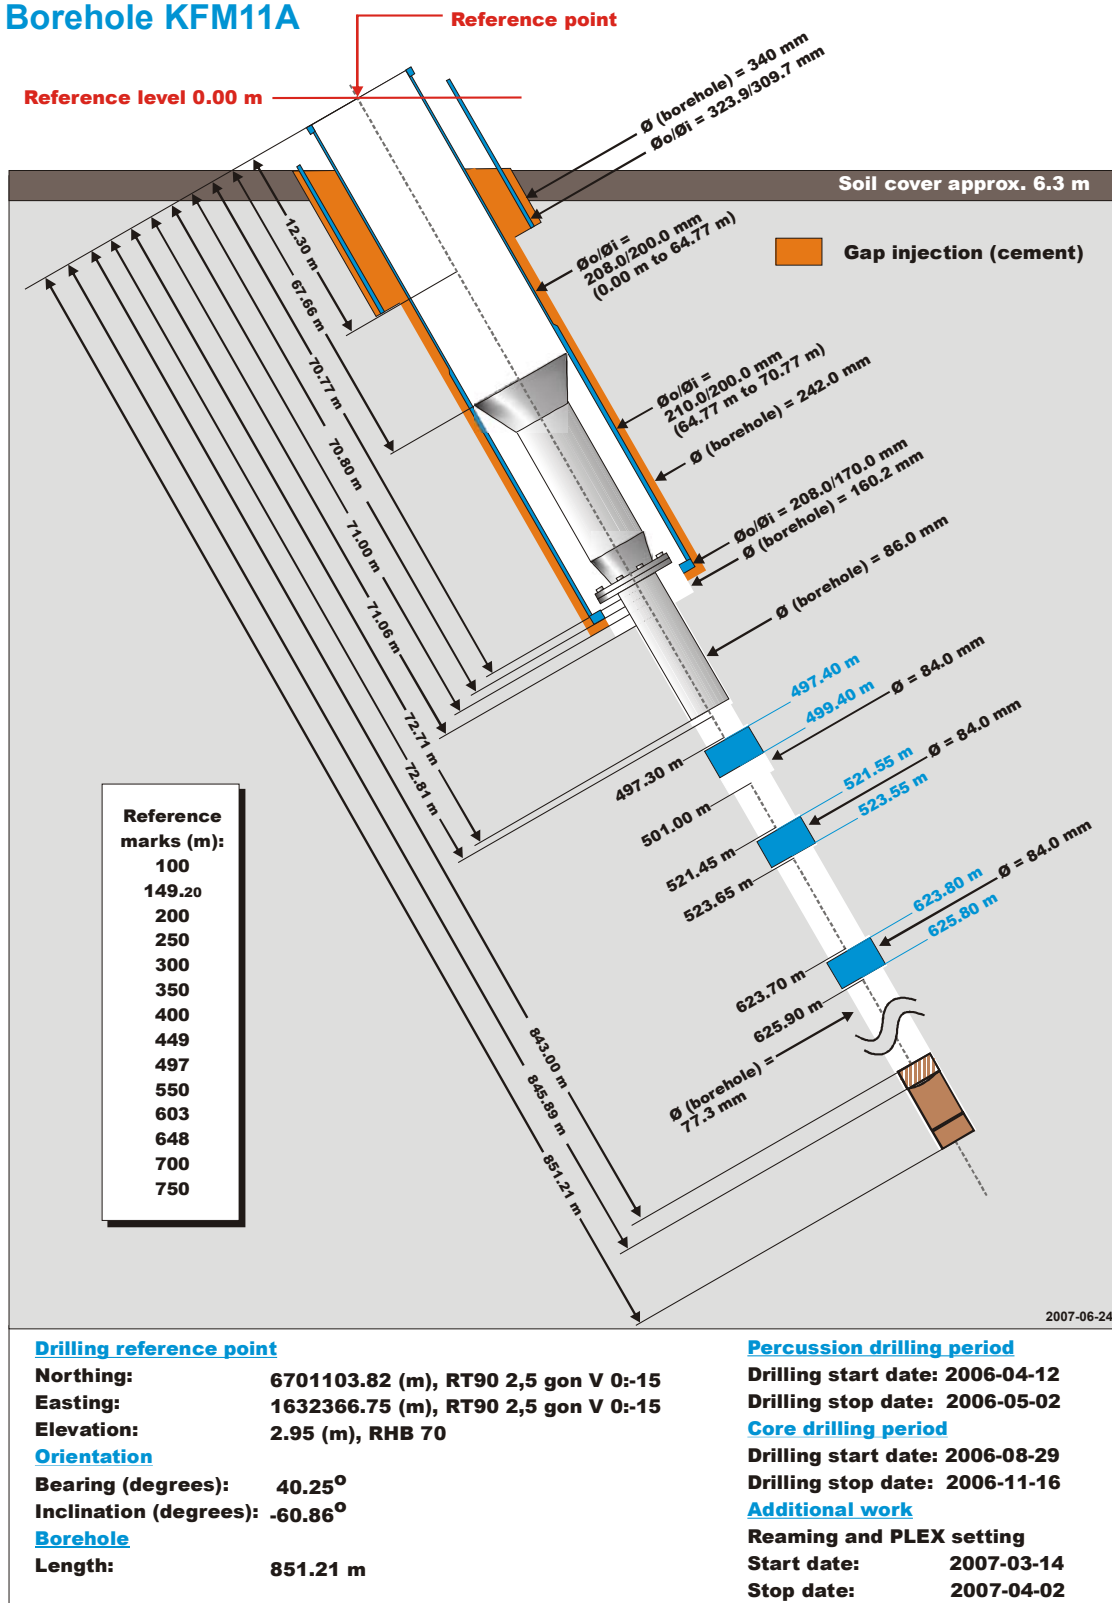 Borehole KFM11A
Reference point
Reference level 0.00 m
Ø (borehole) = 340 mm
Øo/Øi = 323.9/309.7 mm
Soil cover approx. 6.3 m
Gap injection (cement)
Øo/Øi =
208.0/200.0 mm
(0.00 m to 64.77 m)
Øo/Øi =
210.0/200.0 mm
(64.77 m to 70.77 m)
Ø (borehole) = 242.0 mm
Øo/Øi = 208.0/170.0 mm
Ø (borehole) = 160.2 mm
Ø (borehole) = 86.0 mm
12.30 m
67.66 m
70.77 m
70.80 m
71.00 m
71.06 m
72.71 m
72.81 m
843.00 m
845.89 m
851.21 m
497.40 m
499.40 m
Ø = 84.0 mm
497.30 m
501.00 m
521.55 m
523.55 m
Ø = 84.0 mm
521.45 m
523.65 m
623.80 m
625.80 m
Ø = 84.0 mm
623.70 m
625.90 m
Ø (borehole) =
77.3 mm
Reference
marks (m):
100
149.20
200
250
300
350
400
449
497
550
603
648
700
750
2007-06-24
Drilling reference point
Northing: 6701103.82 (m), RT90 2,5 gon V 0:-15
Easting: 1632366.75 (m), RT90 2,5 gon V 0:-15
Elevation: 2.95 (m), RHB 70
Orientation
Bearing (degrees): 40.25°
Inclination (degrees): -60.86°
Borehole
Length: 851.21 m
Percussion drilling period
Drilling start date: 2006-04-12
Drilling stop date: 2006-05-02
Core drilling period
Drilling start date: 2006-08-29
Drilling stop date: 2006-11-16
Additional work
Reaming and PLEX setting
Start date: 2007-03-14
Stop date: 2007-04-02